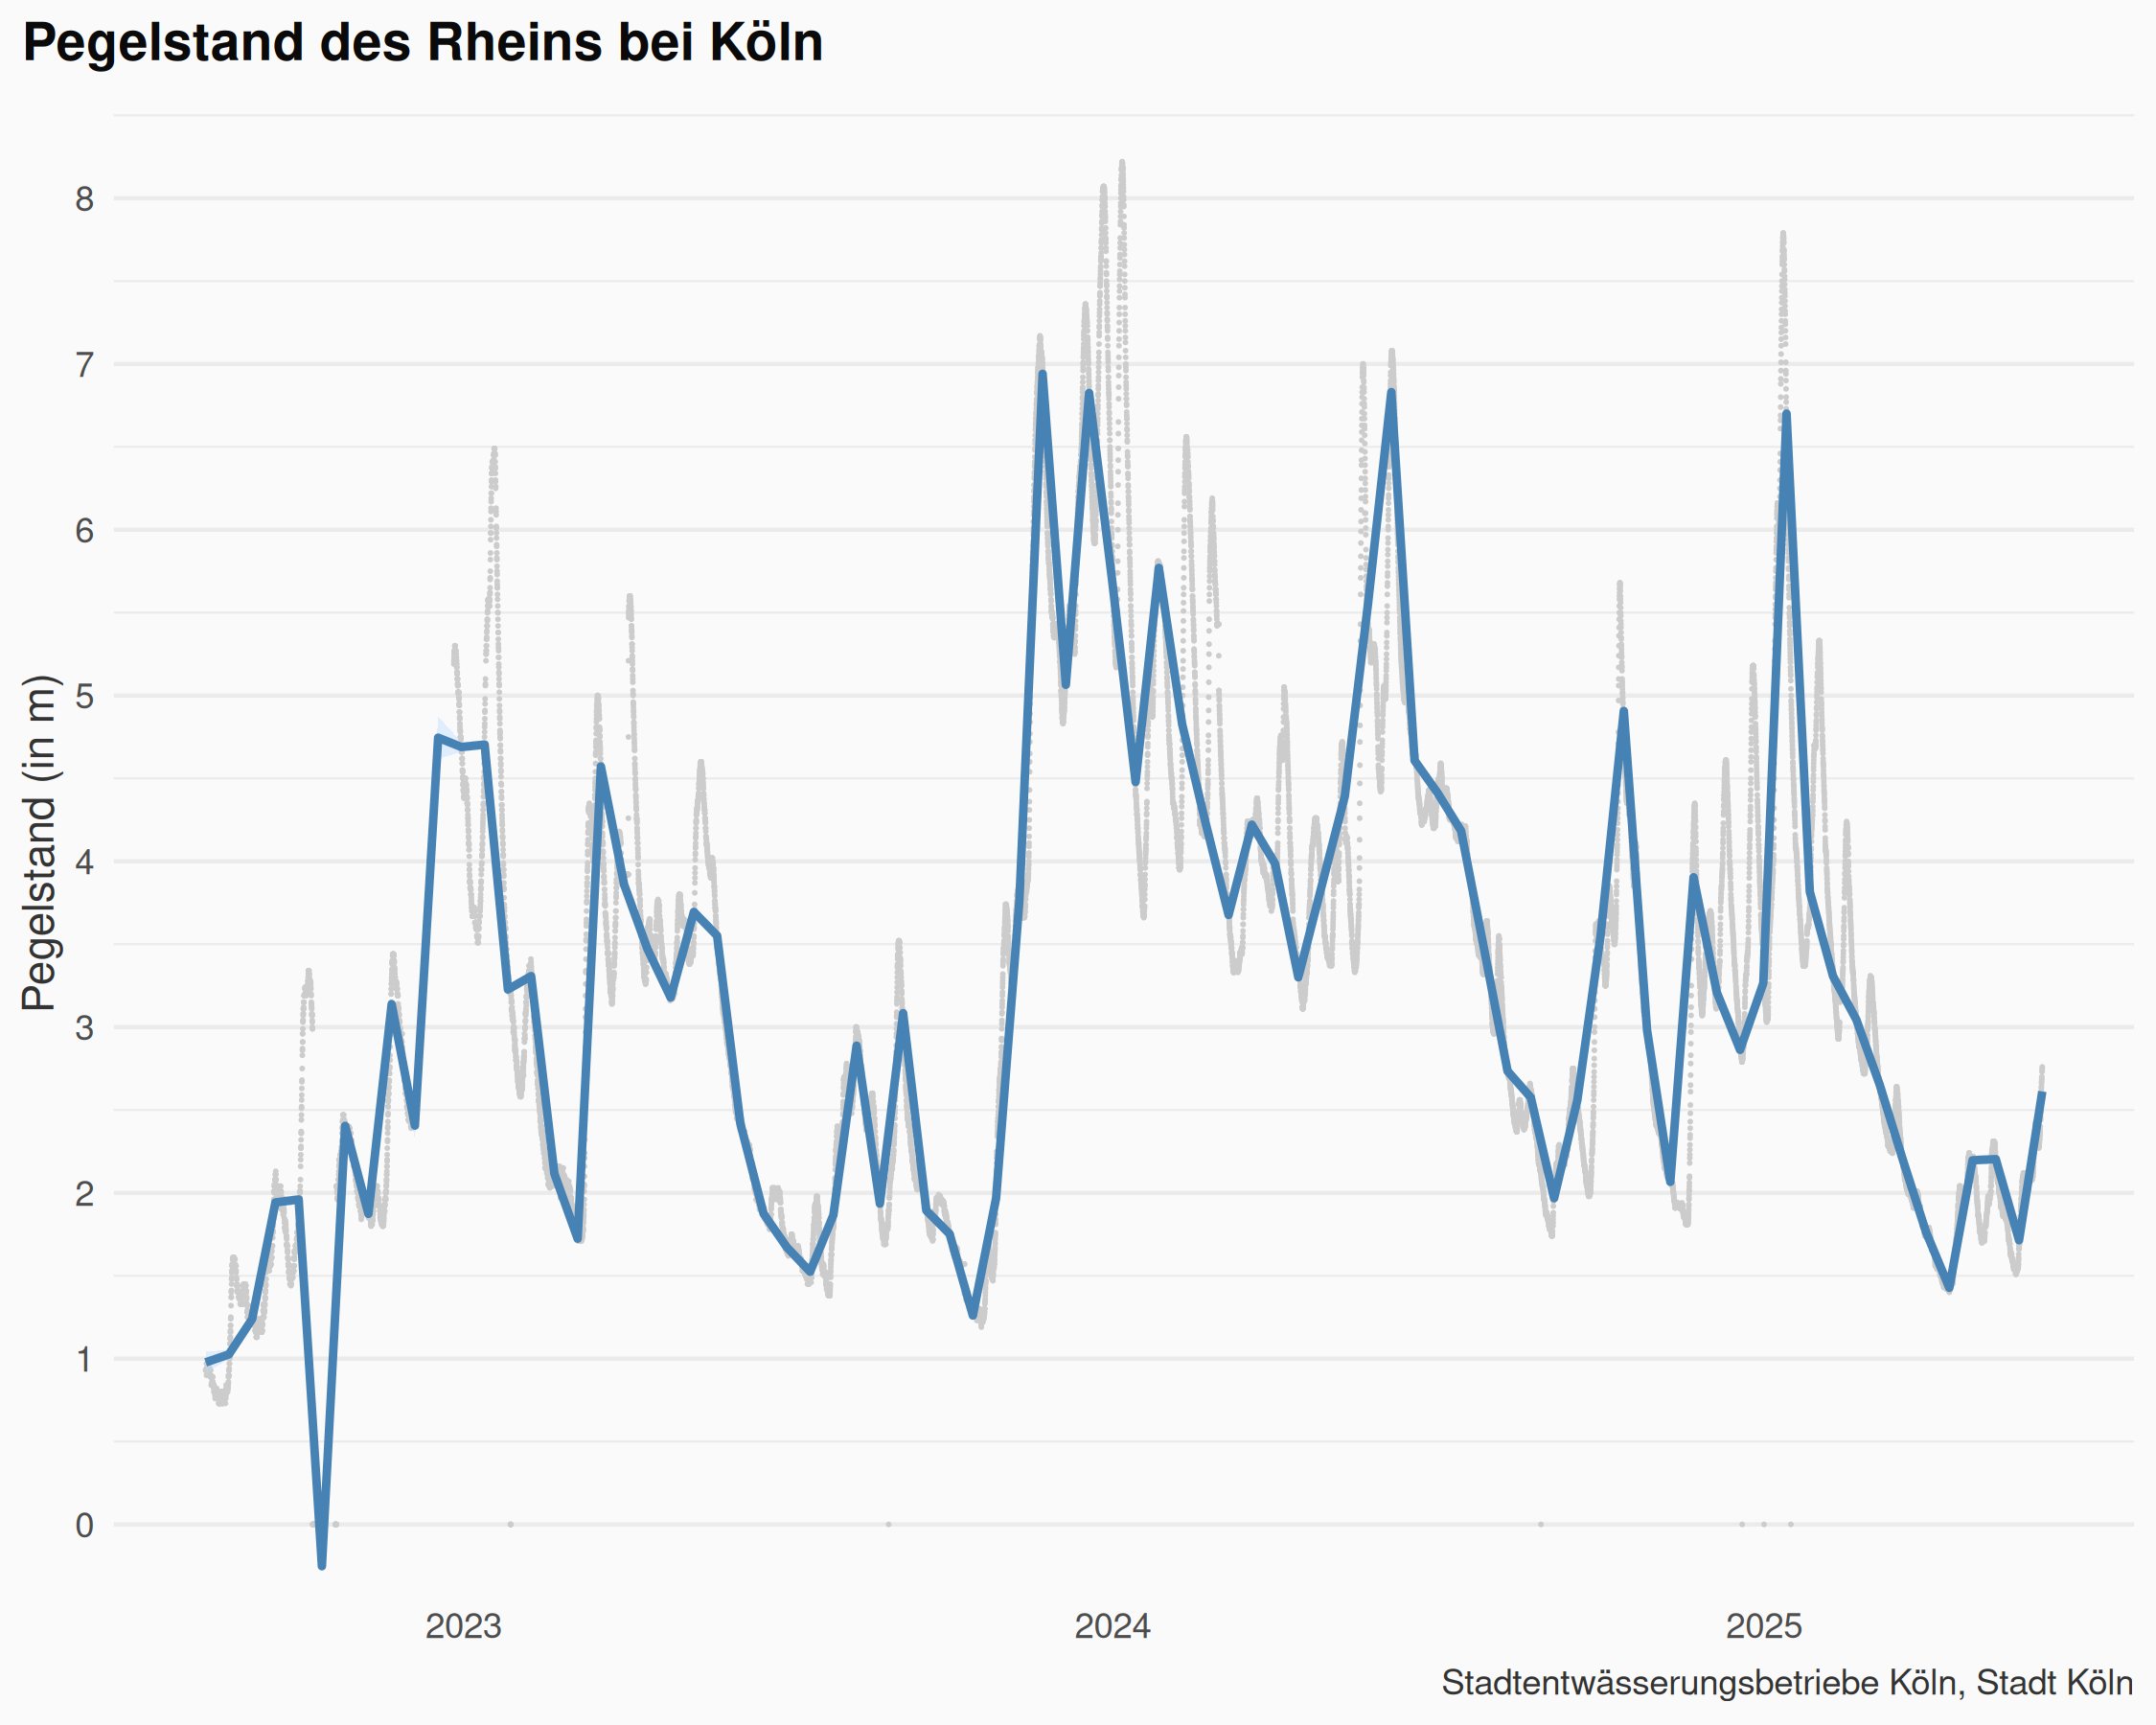 Pegelstand des Rheins bei Köln
Pegelstand (in m)
8
7
6
5
4
3
2
1
0
2023 2024 2025
Stadtentwässerungsbetriebe Köln, Stadt Köln